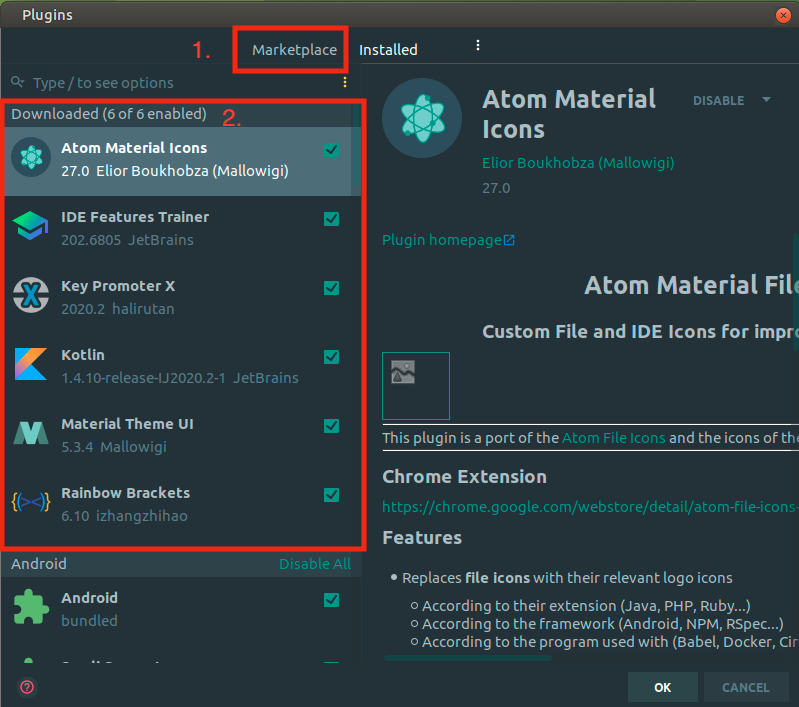 Plugins
1. Marketplace Installed
Type / to see options
Downloaded (6 of 6 enabled) 2.
Atom Material Icons
27.0 Elior Boukhobza (Mallowigi)
IDE Features Trainer
202.6805 JetBrains
Key Promoter X
2020.2 halirutan
Kotlin
1.4.10-release-IJ2020.2-1 JetBrains
Material Theme UI
5.3.4 Mallowigi
Rainbow Brackets
6.10 izhangzhihao
Android Disable All
Android
bundled
Atom Material
Icons
DISABLE
Elior Boukhobza (Mallowigi)
27.0
Plugin homepage
Atom Material File
Custom File and IDE Icons for impro
This plugin is a part of the Atom File Icons and the icons of the
Chrome Extension
https://chrome.google.com/webstore/detail/atom-file-icons-
Features
• Replaces file icons with their relevant logo icons
○ According to their extension (Java, PHP, Ruby...)
○ According to the framework (Android, NPM, RSpec...)
○ According to the program used with (Babel, Docker, Cir
OK CANCEL